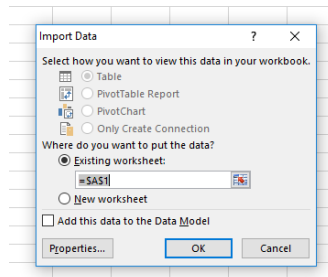 Import Data ? X
Select how you want to view this data in your workbook.
Table
PivotTable Report
PivotChart
Only Create Connection
Where do you want to put the data?
Existing worksheet:
=$A$1
New worksheet
Add this data to the Data Model
Properties... OK Cancel